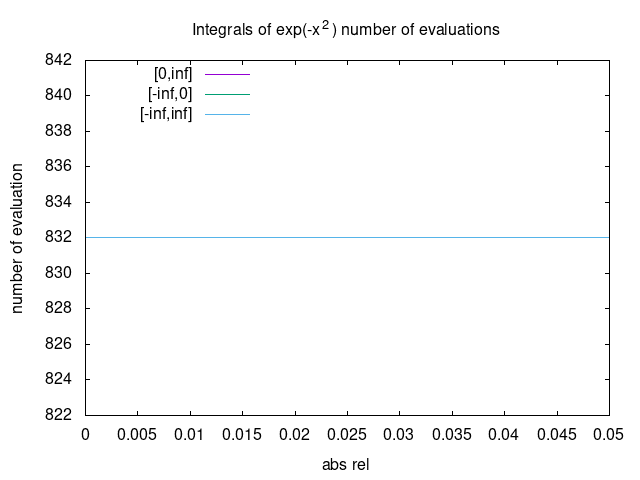 Integrals of exp(-x²) number of evaluations
[0,inf]
[-inf,0]
[-inf,inf]
842
840
838
836
834
832
830
828
826
824
822
number of evaluation
0 0.005 0.01 0.015 0.02 0.025 0.03 0.035 0.04 0.045 0.05
abs rel